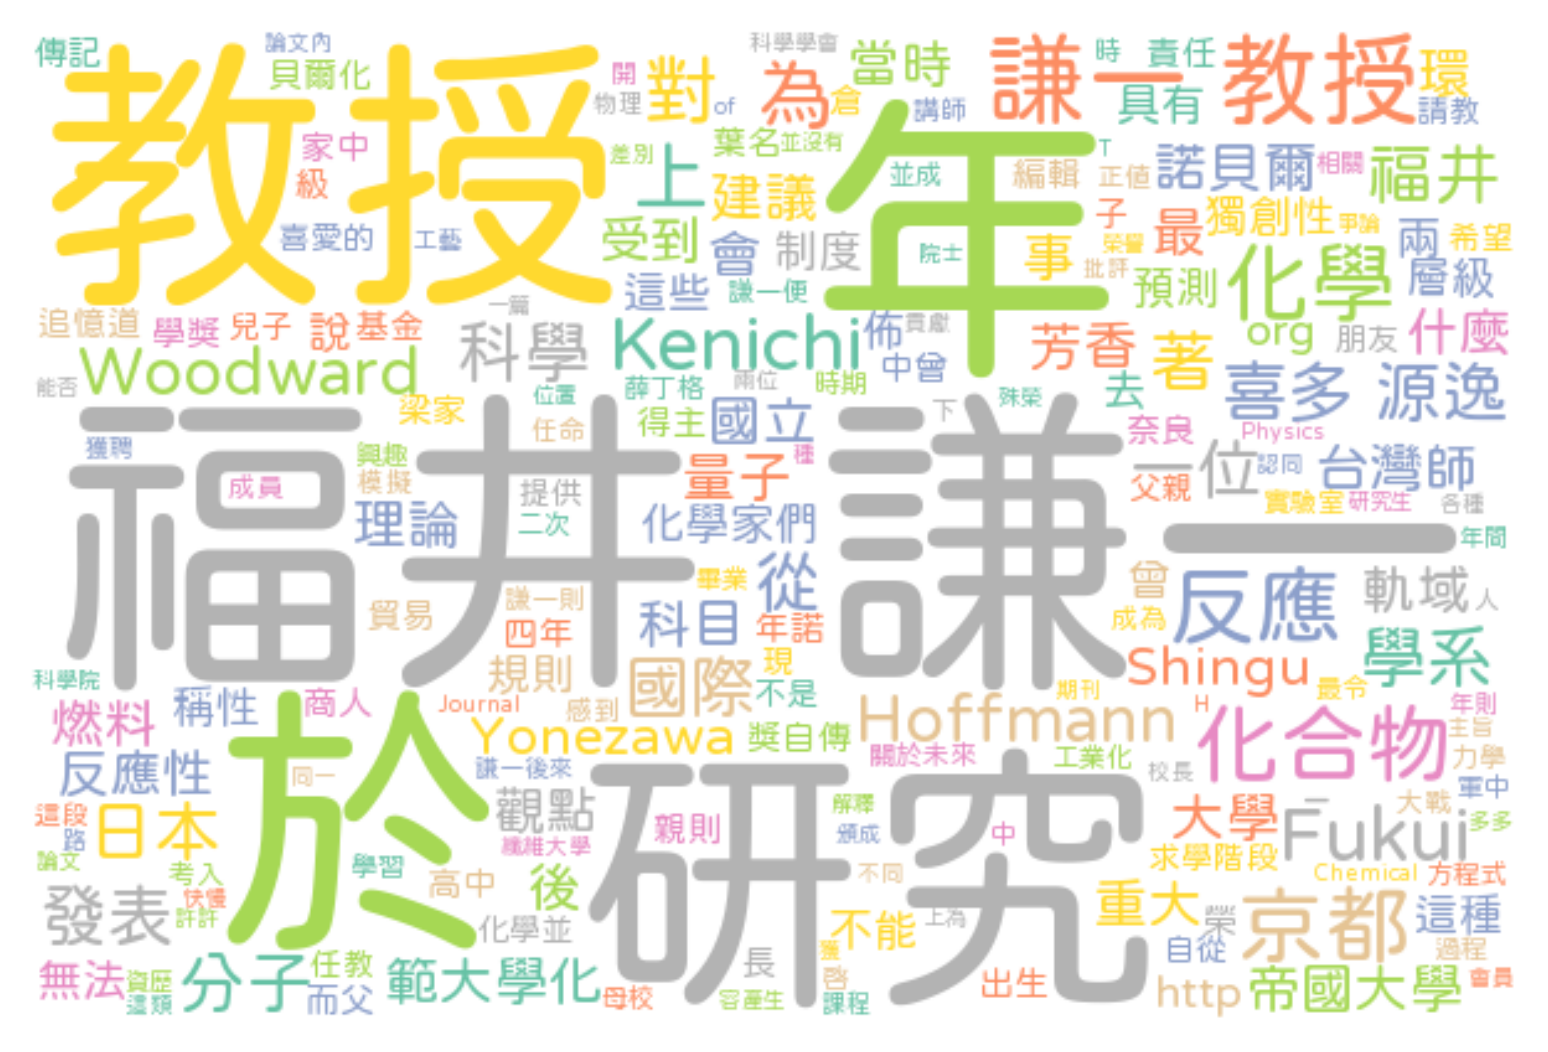 傳記
論文內
貝爾化
教授
家中
級
喜愛的
工藝
物理
開
對
of
差別
上
受到
科學學會
為
倉
當時
講師
葉名
並沒有
建議
會
制度
這些
謙一便
年
並成
院士
謙一
時
責任
具有
教授
環
請教
T
編輯
正值
諾貝爾
相關
福井
子
最
獨創性
爭論
事
榮譽
批評
兩
希望
預測
化學
層級
追憶道
學獎
兒子
說
基金
一篇
科學
Kenichi
佈
貢獻
中曾
芳香
著
org
朋友
什麼
能否
Woodward
梁家
位置
薛丁格
兩位
時期
去
殊榮
喜多
源逸
獲聘
任命
得主
國立
下
奈良
Physics
福井謙一
成員
興趣
模擬
提供
量子
種
一位
認同
台灣師
父親
實驗室
研究生
各種
理論
二次
化學家們
年間
畢業
從
曾
反應
軌域
人
貿易
謙一則
四年
科目
年諾
成為
學系
科學院
規則
國際
現
不是
Shingu
燃料
稱性
商人
Journal
感到
Hoffmann
期刊
H
最令
年則
主旨
化合物
Yonezawa
獎自傳
關於未來
工業化
校長
力學
反應性
於
同一
謙一後來
研究
軍中
這段
路
日本
觀點
親則
解釋
頒成
中
大學
Fukui
大戰
多多
論文
考入
學習
纖維大學
不同
求學階段
Chemical
方程式
快慢
許許
高中
後
發表
化學並
不能
上為
重大
榮
京都
這種
自從
過程
無法
資歷
這類
分子
任教
而父
範大學化
母校
長
容產生
獲
啓
課程
出生
http
帝國大學
會員